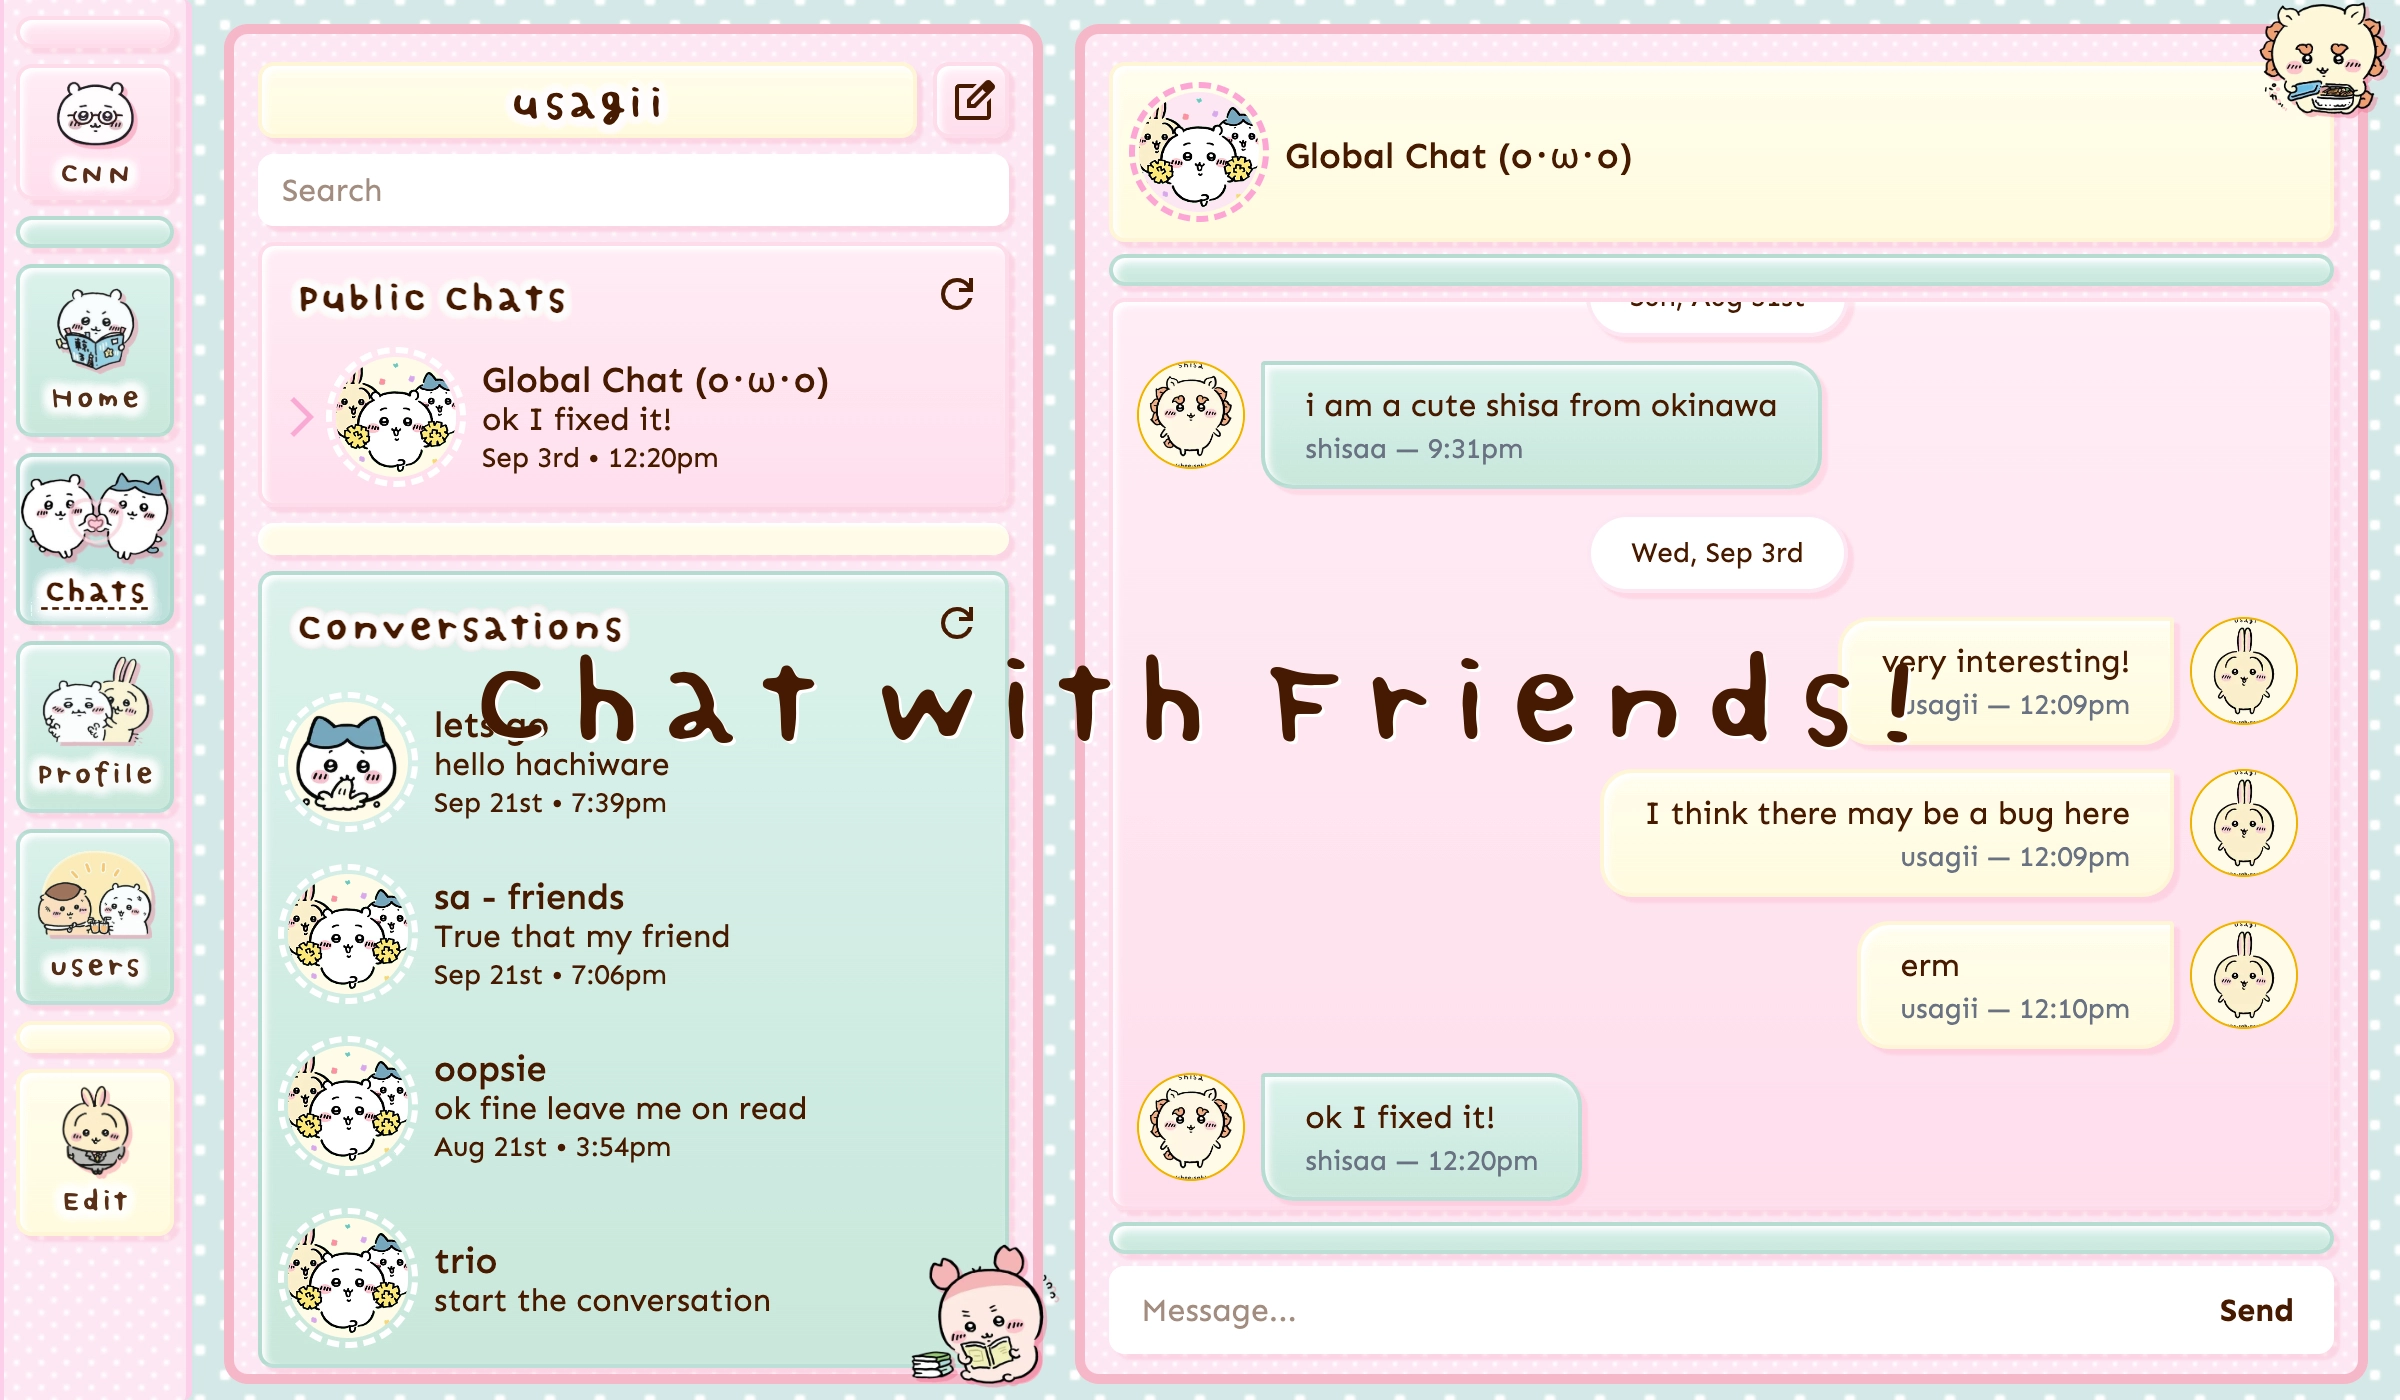 CNN
Home
Chats
Profile
users
Edit
usagii
Search
Public Chats
Global Chat (o･ω･o)
ok I fixed it!
Sep 3rd • 12:20pm
Conversations
lets go
hello hachiware
Sep 21st • 7:39pm
sa - friends
True that my friend
Sep 21st • 7:06pm
oopsie
ok fine leave me on read
Aug 21st • 3:54pm
trio
start the conversation
Chat with Friends!
Global Chat (o･ω･o)
Sun, Aug 31st
i am a cute shisa from okinawa
shisaa — 9:31pm
Wed, Sep 3rd
very interesting!
usagii — 12:09pm
I think there may be a bug here
usagii — 12:09pm
erm
usagii — 12:10pm
ok I fixed it!
shisaa — 12:20pm
Message...
Send